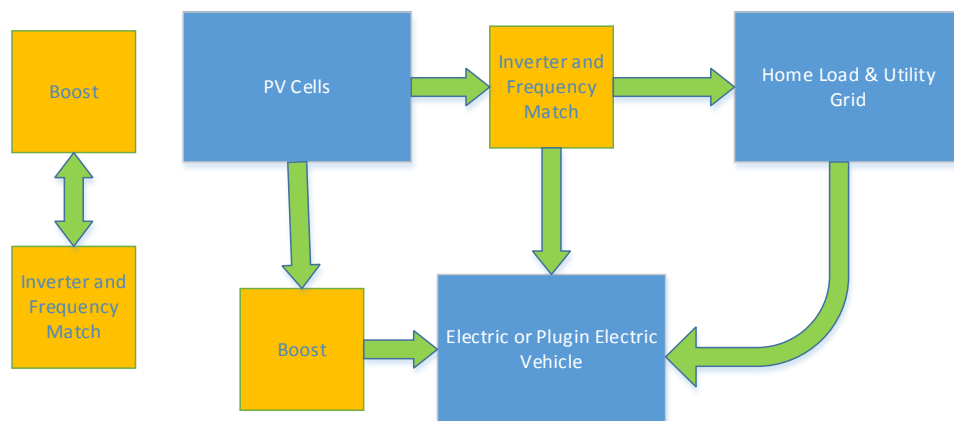 Boost
Inverter and
Frequency
Match
PV Cells
Inverter and
Frequency
Match
Home Load & Utility
Grid
Boost
Electric or Plugin Electric
Vehicle